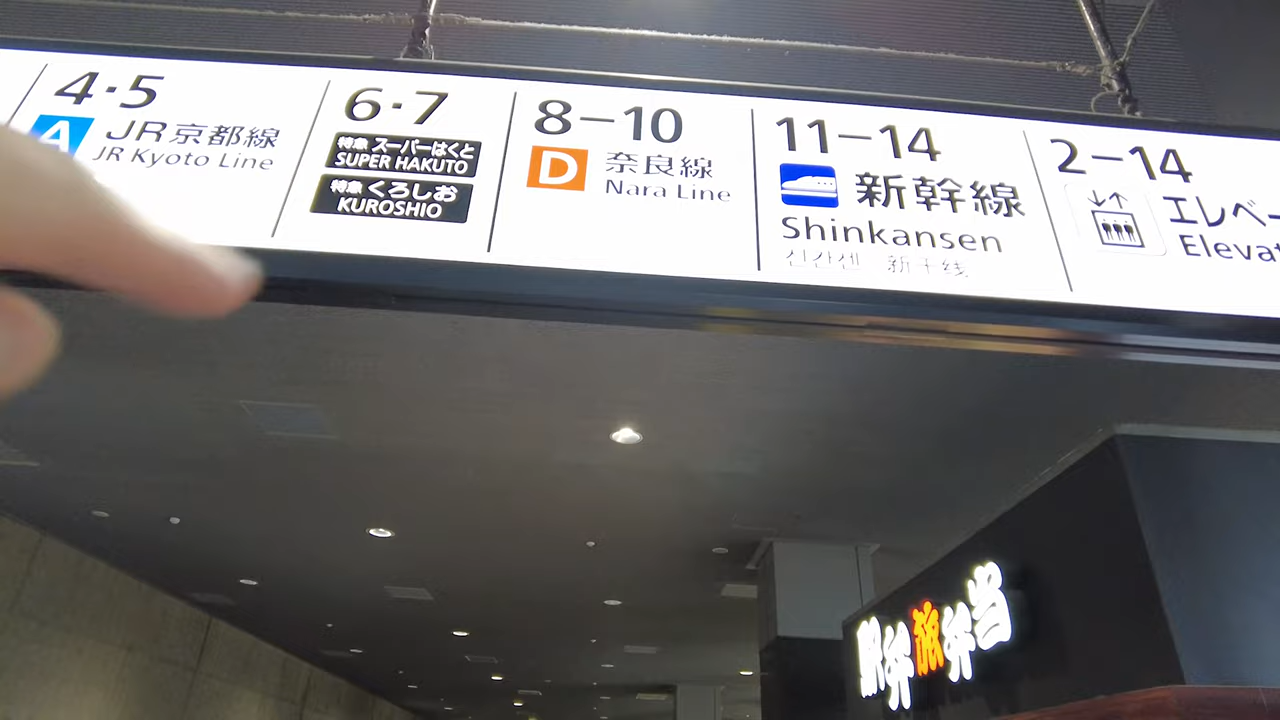 4・5
A JR京都線
JR Kyoto Line
6・7
特急 スーパーはくと
SUPER HAKUTO
特急 くろしお
KUROSHIO
8－10
D 奈良線
Nara Line
11－14
新幹線
Shinkansen
신칸센 新干线
2－14
エレベー
Elevat
駅弁旅弁当